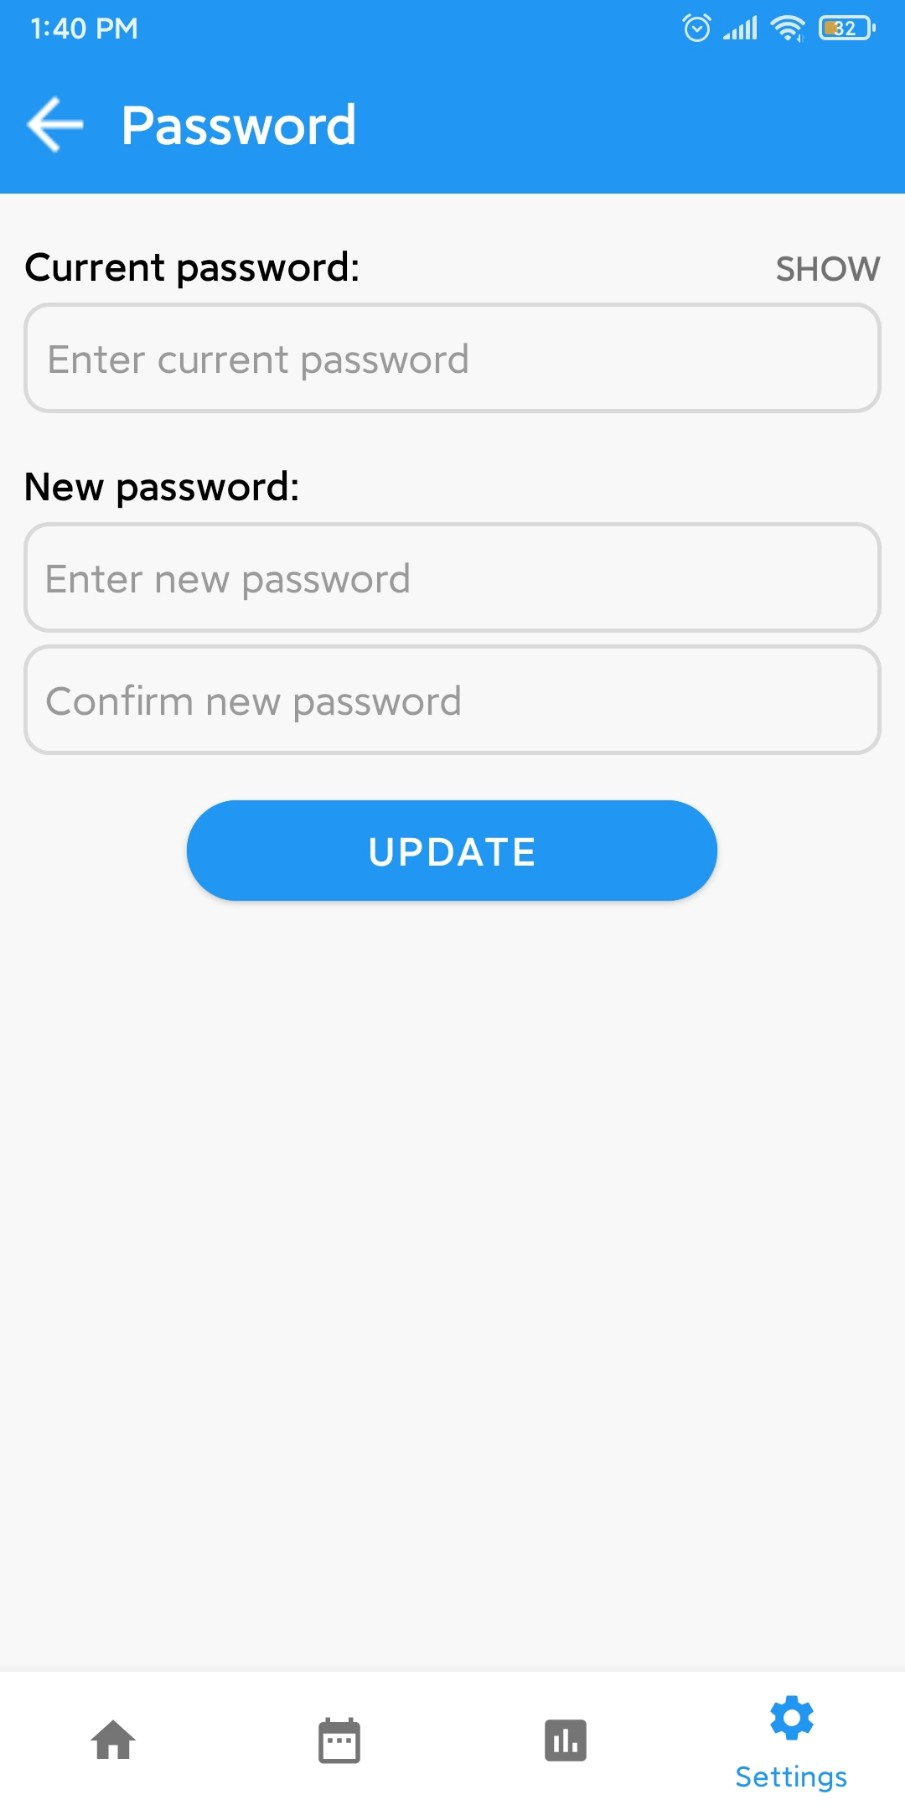 1:40 PM
32
Password
Current password:
SHOW
Enter current password
New password:
Enter new password
Confirm new password
UPDATE
Settings